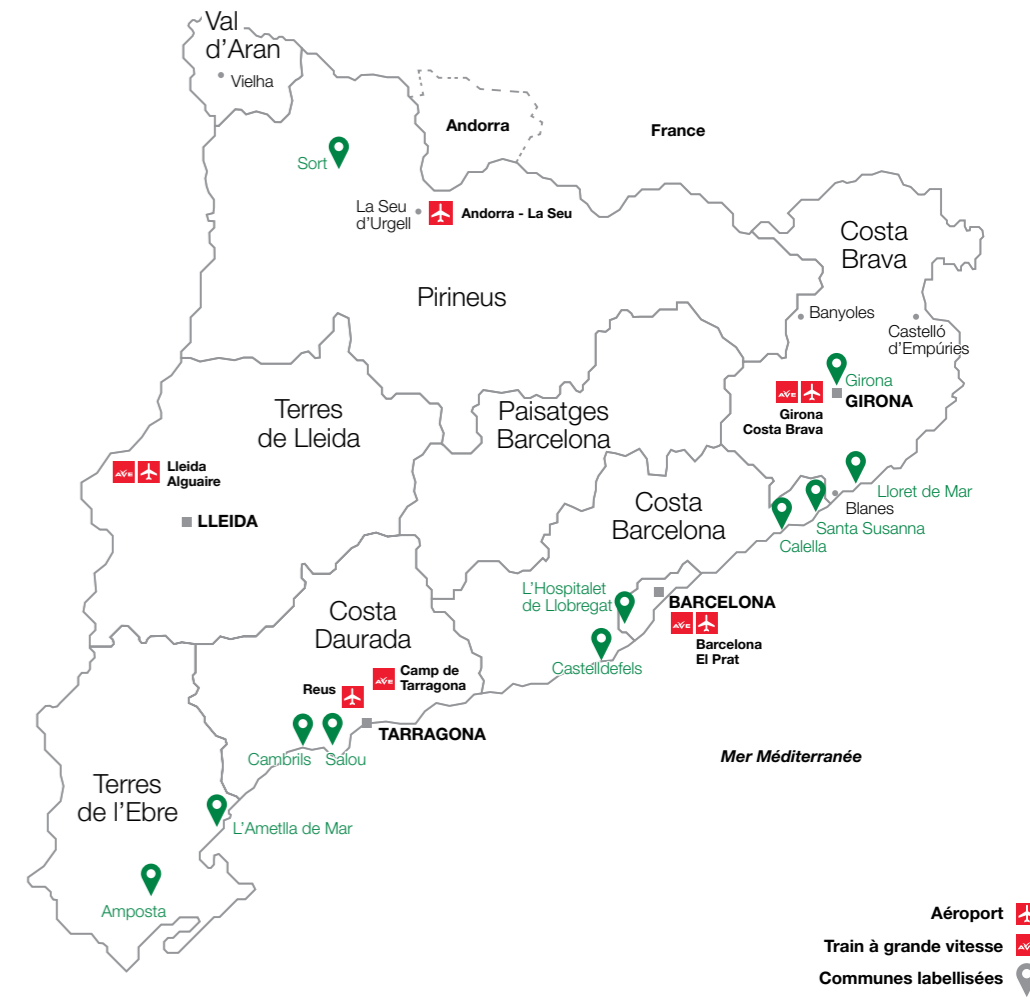 Val
d'Aran
Vielha
Andorra
France
Sort
La Seu
d'Urgell
Andorra - La Seu
Costa
Brava
Pirineus
Banyoles
Castelló
d'Empúries
Girona
GIRONA
AVE
Girona
Costa Brava
Terres
de Lleida
Paisatges
Barcelona
AVE
Lleida
Alguaire
LLEIDA
Lloret de Mar
Blanes
Santa Susanna
Calella
Costa
Barcelona
L'Hospitalet
de Llobregat
BARCELONA
AVE
Barcelona
El Prat
Castelldefels
Costa
Daurada
AVE
Camp de
Tarragona
Reus
TARRAGONA
Cambrils
Salou
Mer Méditerranée
Terres
de l'Ebre
L'Ametlla de Mar
Amposta
Aéroport
Train à grande vitesse
AVE
Communes labellisées